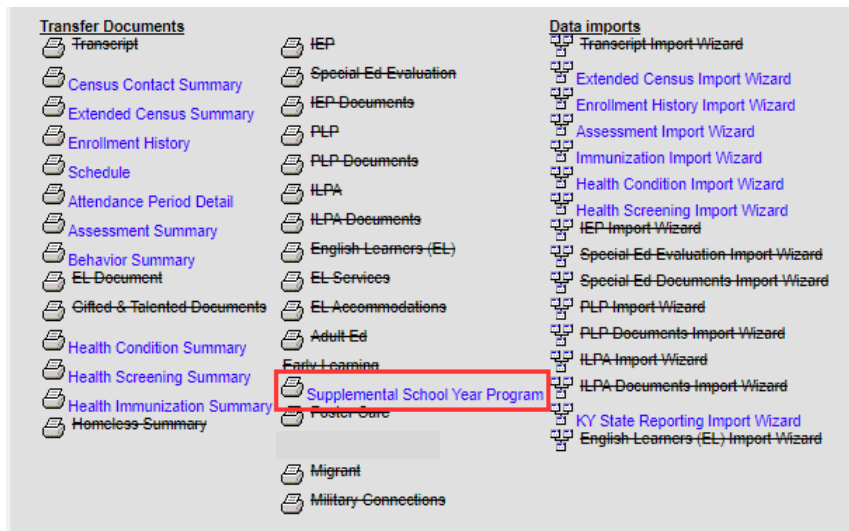 Transfer Documents
Transcript
Census Contact Summary
Extended Census Summary
Enrollment History
Schedule
Attendance Period Detail
Assessment Summary
Behavior Summary
EL Document
Gifted & Talented Documents
Health Condition Summary
Health Screening Summary
Health Immunization Summary
Homeless Summary
IEP
Special Ed Evaluation
IEP Documents
PLP
PLP Documents
ILPA
ILPA Documents
English Learners (EL)
EL Services
EL Accommodations
Adult Ed
Early Learning
Supplemental School Year Program
Foster Care
Migrant
Military Connections
Data imports
Transcript Import Wizard
Extended Census Import Wizard
Enrollment History Import Wizard
Assessment Import Wizard
Immunization Import Wizard
Health Condition Import Wizard
Health Screening Import Wizard
IEP Import Wizard
Special Ed Evaluation Import Wizard
Special Ed Documents Import Wizard
PLP Import Wizard
PLP Documents Import Wizard
ILPA Import Wizard
ILPA Documents Import Wizard
KY State Reporting Import Wizard
English Learners (EL) Import Wizard